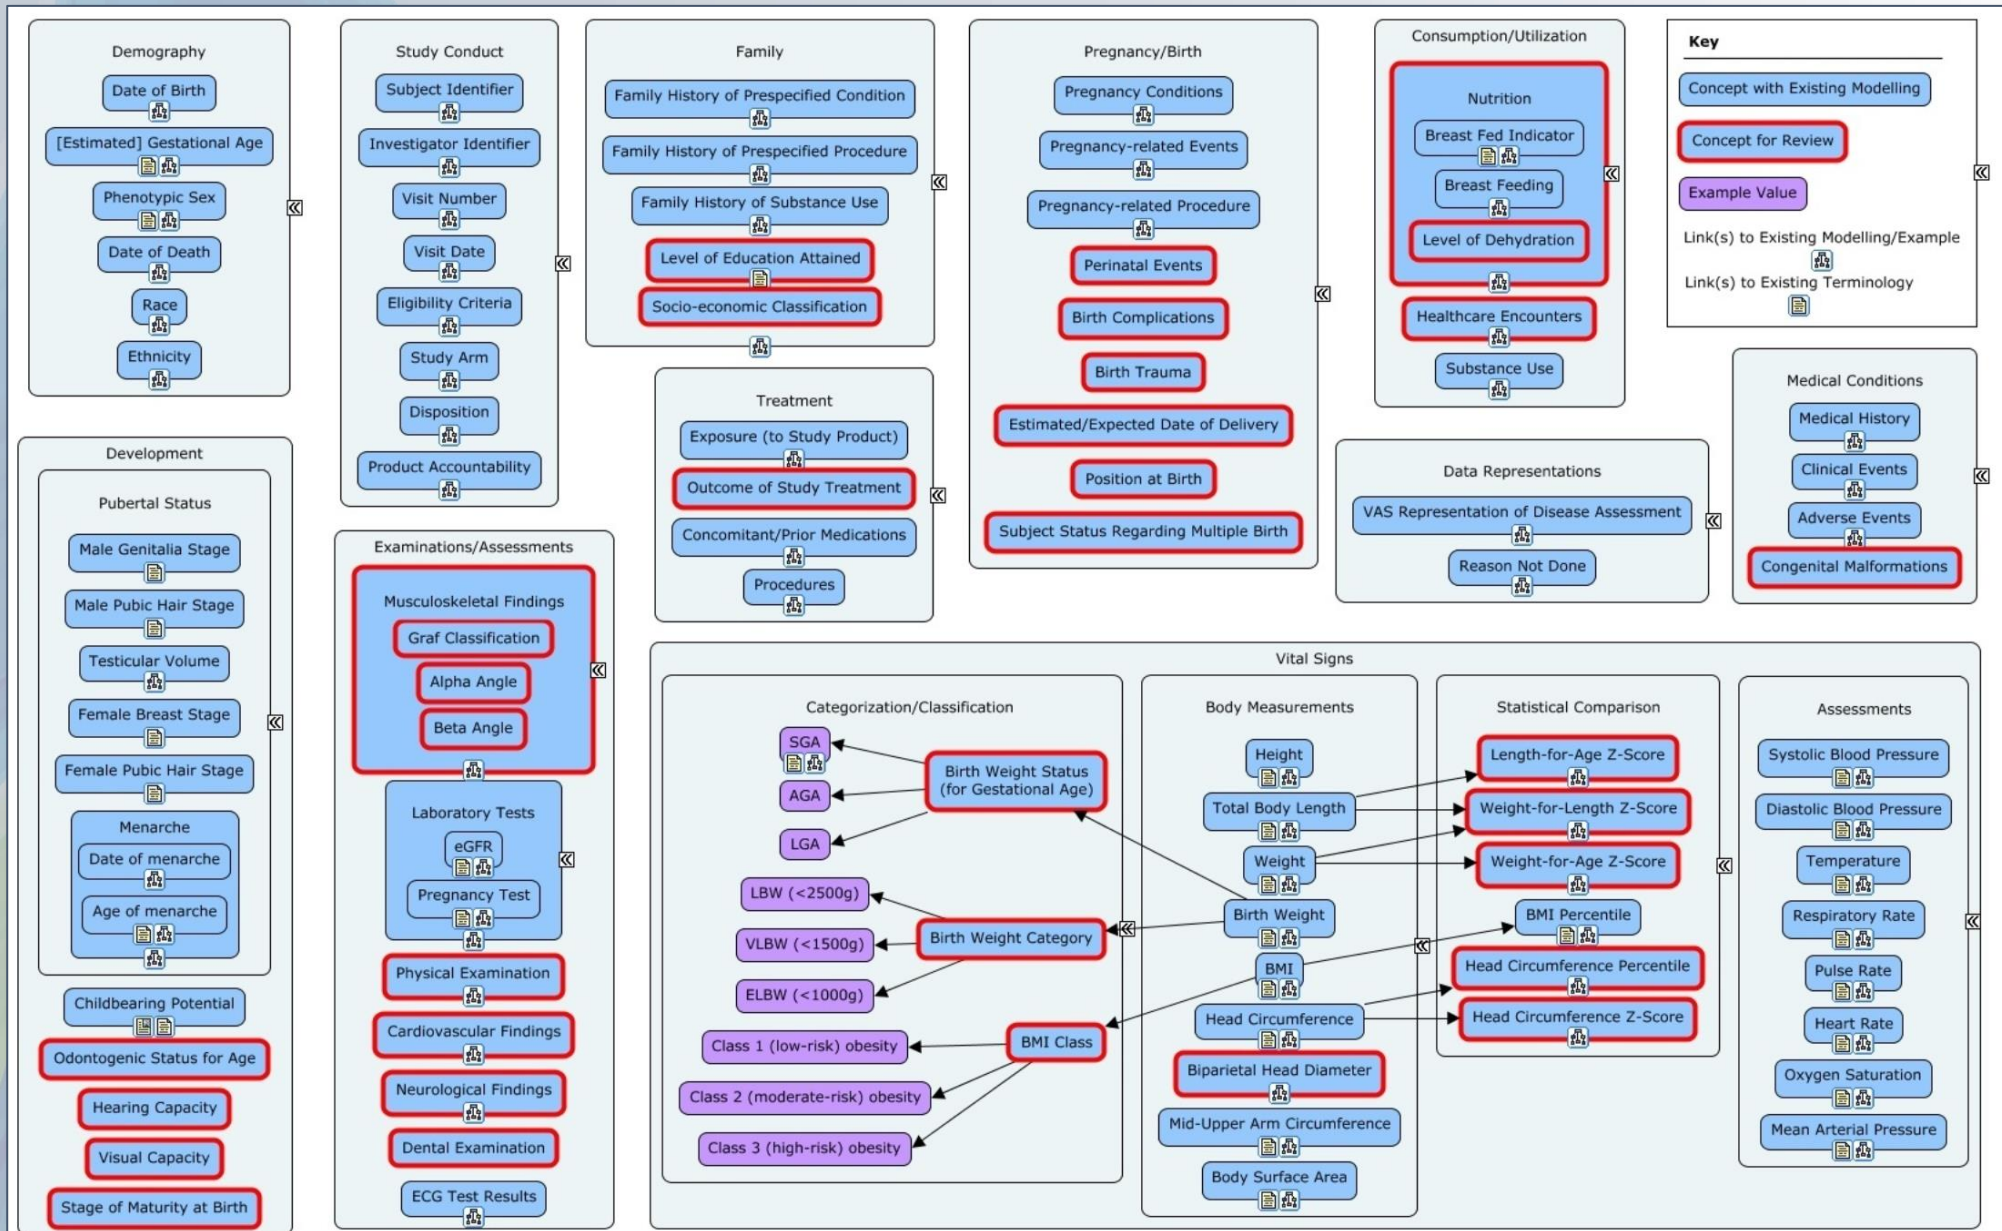 Demography
Date of Birth
[Estimated] Gestational Age
Phenotypic Sex
Date of Death
Race
Ethnicity
Study Conduct
Subject Identifier
Investigator Identifier
Visit Number
Visit Date
Eligibility Criteria
Study Arm
Disposition
Product Accountability
Family
Family History of Prespecified Condition
Family History of Prespecified Procedure
Family History of Substance Use
Level of Education Attained
Socio-economic Classification
Treatment
Exposure (to Study Product)
Outcome of Study Treatment
Concomitant/Prior Medications
Procedures
Pregnancy/Birth
Pregnancy Conditions
Pregnancy-related Events
Pregnancy-related Procedure
Perinatal Events
Birth Complications
Birth Trauma
Estimated/Expected Date of Delivery
Position at Birth
Subject Status Regarding Multiple Birth
Consumption/Utilization
Nutrition
Breast Fed Indicator
Breast Feeding
Level of Dehydration
Healthcare Encounters
Substance Use
Key
Concept with Existing Modelling
Concept for Review
Example Value
Link(s) to Existing Modelling/Example
Link(s) to Existing Terminology
Data Representations
VAS Representation of Disease Assessment
Reason Not Done
Medical Conditions
Medical History
Clinical Events
Adverse Events
Congenital Malformations
Development
Pubertal Status
Male Genitalia Stage
Male Pubic Hair Stage
Testicular Volume
Female Breast Stage
Female Pubic Hair Stage
Menarche
Date of menarche
Age of menarche
Childbearing Potential
Odontogenic Status for Age
Hearing Capacity
Visual Capacity
Stage of Maturity at Birth
Examinations/Assessments
Musculoskeletal Findings
Graf Classification
Alpha Angle
Beta Angle
Laboratory Tests
eGFR
Pregnancy Test
Physical Examination
Cardiovascular Findings
Neurological Findings
Dental Examination
ECG Test Results
Vital Signs
Categorization/Classification
SGA
AGA
LGA
Birth Weight Status
(for Gestational Age)
LBW (<2500g)
VLBW (<1500g)
ELBW (<1000g)
Birth Weight Category
Class 1 (low-risk) obesity
Class 2 (moderate-risk) obesity
Class 3 (high-risk) obesity
BMI Class
Body Measurements
Height
Total Body Length
Weight
Birth Weight
BMI
Head Circumference
Biparietal Head Diameter
Mid-Upper Arm Circumference
Body Surface Area
Statistical Comparison
Length-for-Age Z-Score
Weight-for-Length Z-Score
Weight-for-Age Z-Score
BMI Percentile
Head Circumference Percentile
Head Circumference Z-Score
Assessments
Systolic Blood Pressure
Diastolic Blood Pressure
Temperature
Respiratory Rate
Pulse Rate
Heart Rate
Oxygen Saturation
Mean Arterial Pressure